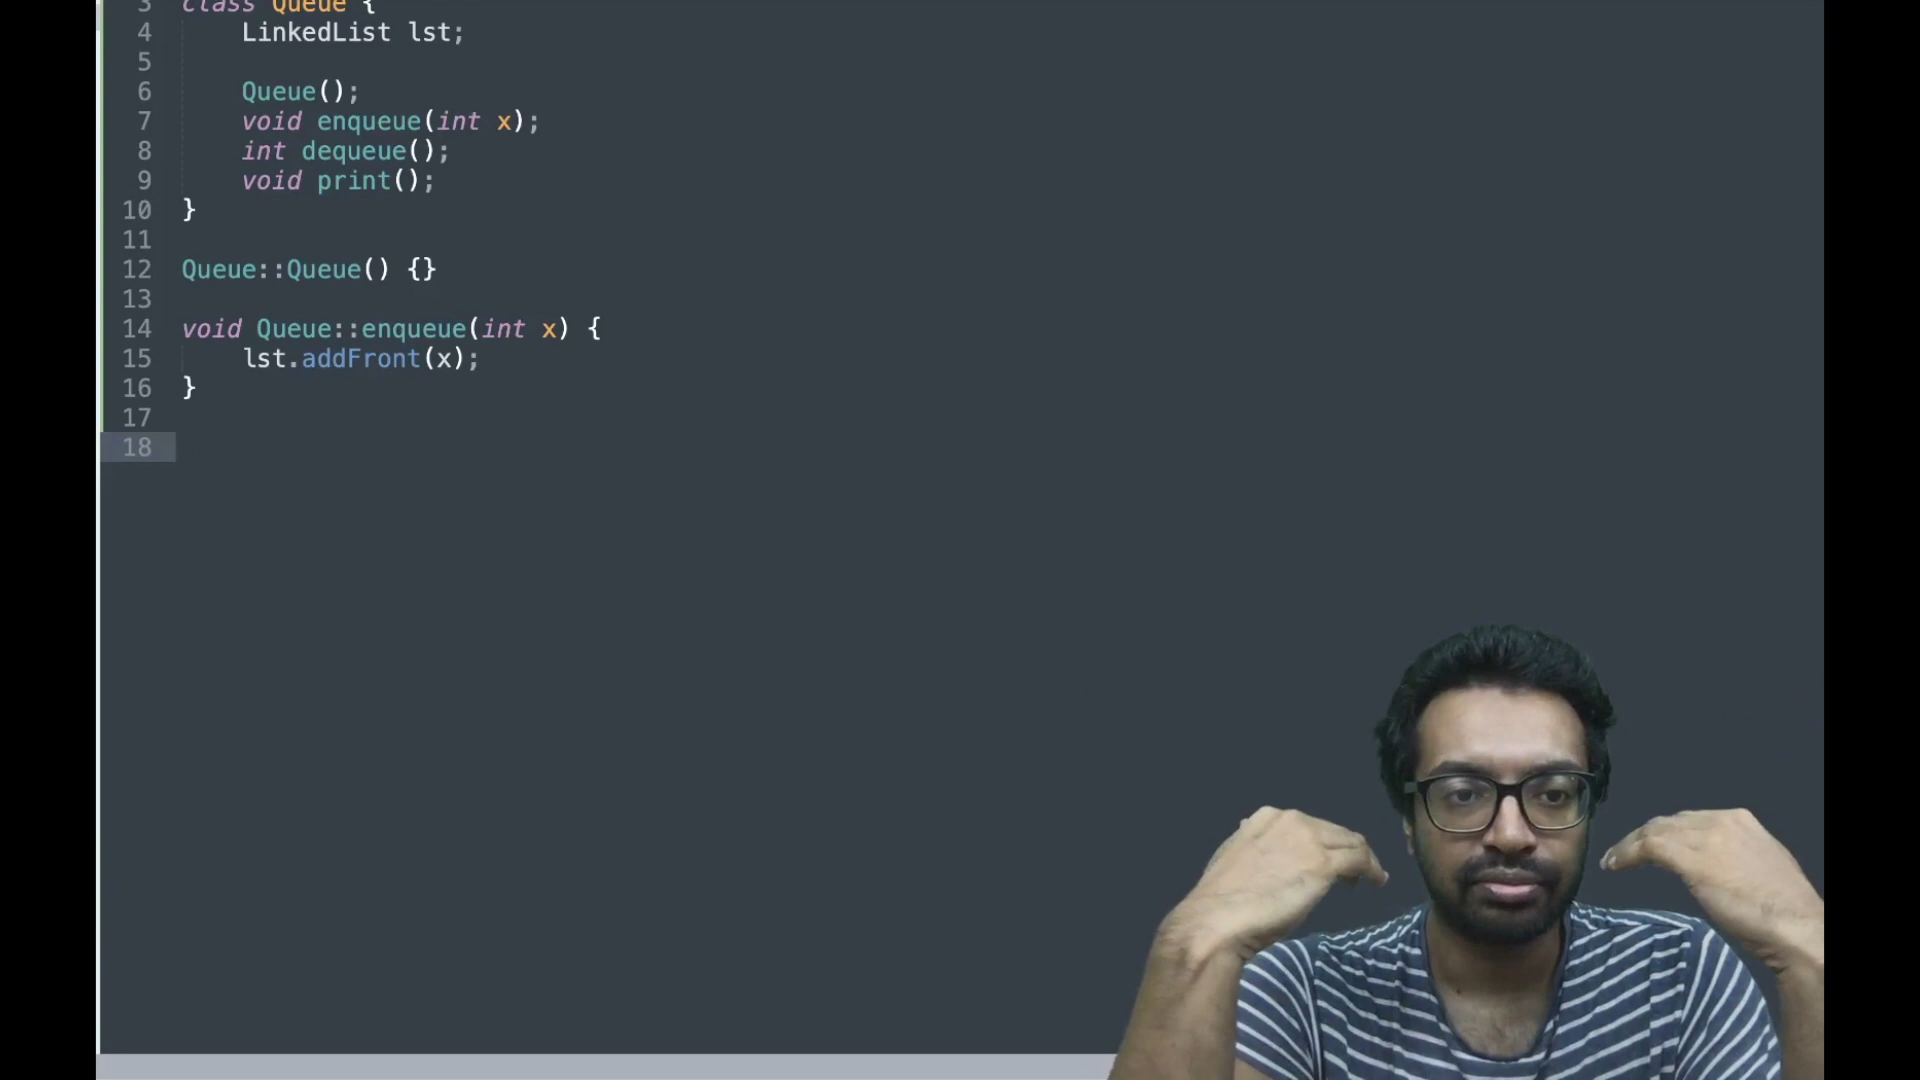 3 class Queue {
4 LinkedList lst;
5
6 Queue();
7 void enqueue(int x);
8 int dequeue();
9 void print();
10 }
11
12 Queue::Queue() {}
13
14 void Queue::enqueue(int x) {
15 lst.addFront(x);
16 }
17
18